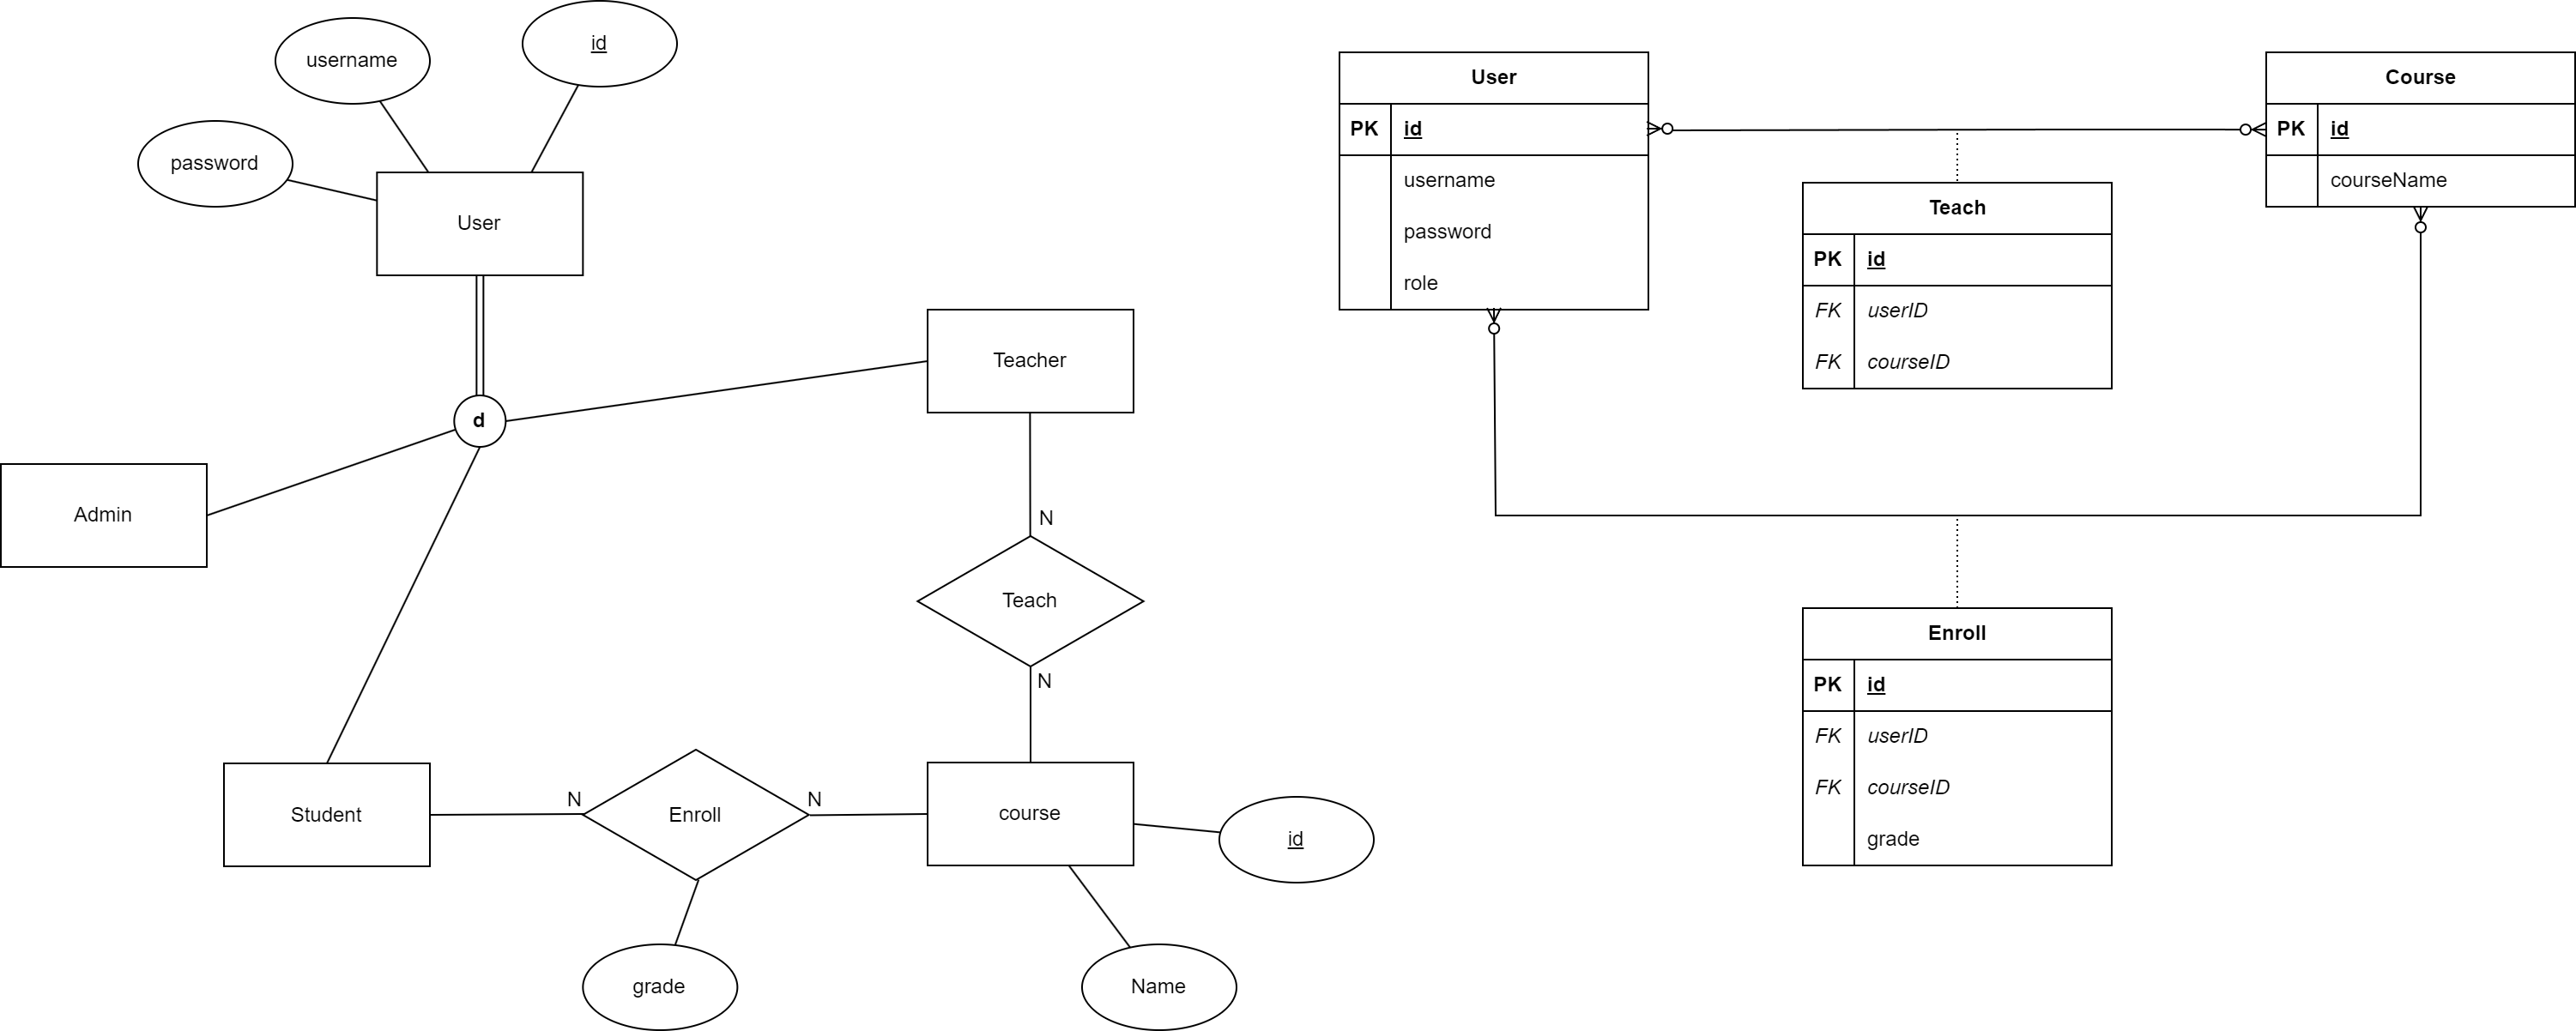 id
username
password
User
d
Teacher
Admin
N
Teach
N
Student
N
Enroll
N
course
id
grade
Name
User
PK id
username
password
role
Course
PK id
courseName
Teach
PK id
FK userID
FK courseID
Enroll
PK id
FK userID
FK courseID
grade